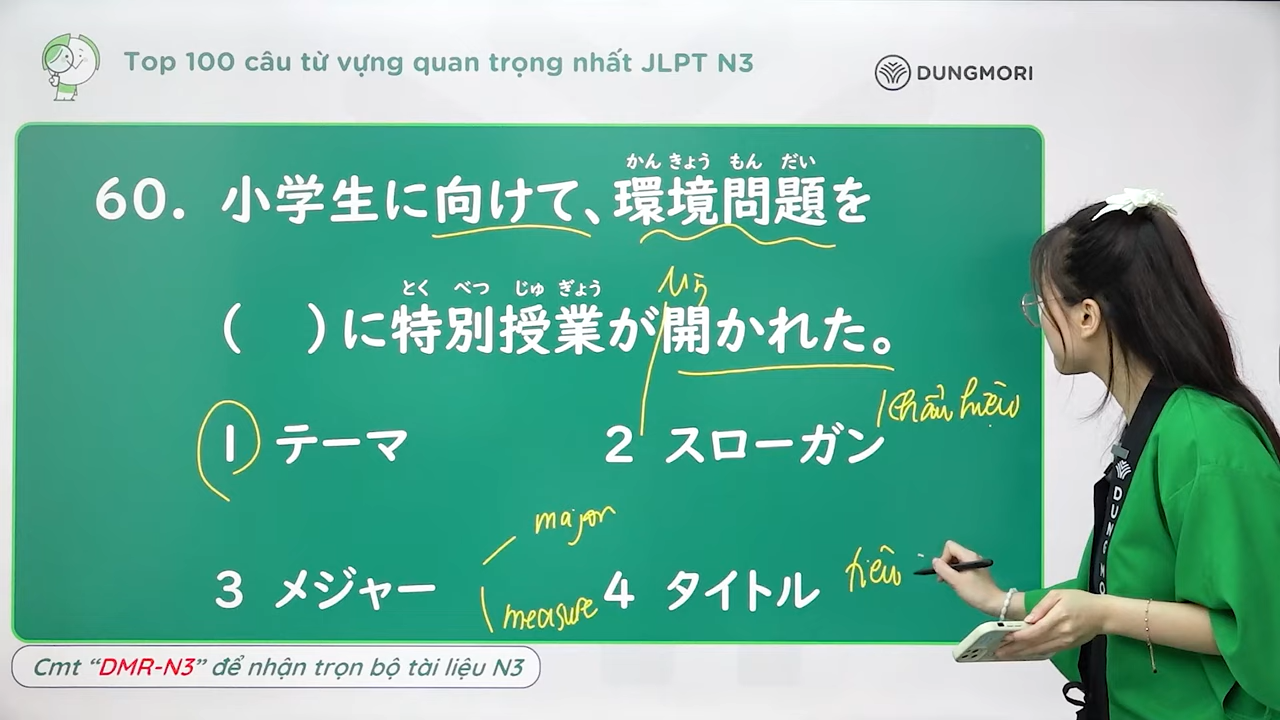 Top 100 câu từ vựng quan trọng nhất JLPT N3
DUNGMORI
かん きょう もん だい
60. 小学生に向けて、環境問題を
ひら
とく べつ じゅ ぎょう
( )に特別授業が開かれた。
1 テーマ
2 スローガン
khẩu hiệu
major
3 メジャー
measure
4 タイトル
tiêu
Cmt “DMR-N3” để nhận trọn bộ tài liệu N3